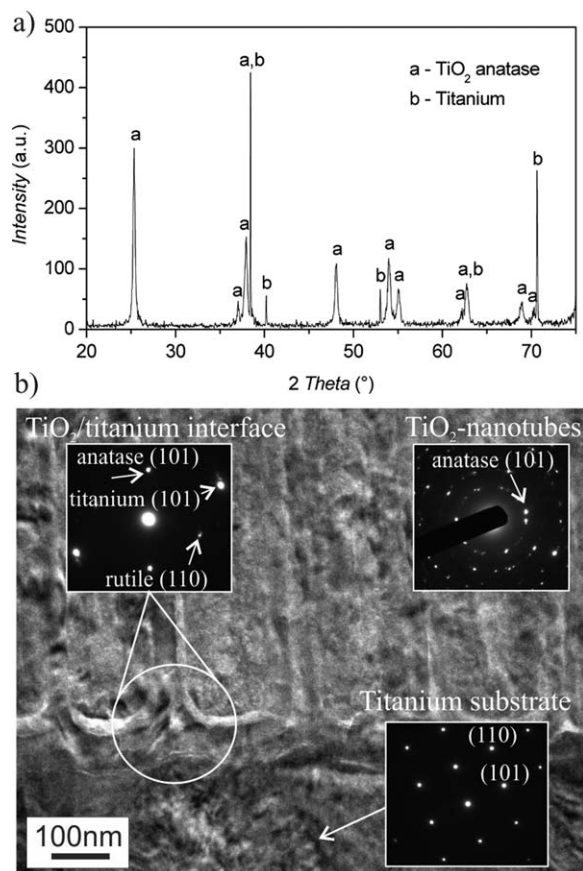 a)
500
400
300
200
100
0
Intensity (a.u.)
a
a
a
a,b
b
a
b
a
a
a
a,b
a
a
b
a - TiO₂ anatase
b - Titanium
20 30 40 50 60 70
2 Theta (°)
b)
TiO₂/titanium interface
anatase (101)
titanium (101)
rutile (110)
TiO₂-nanotubes
anatase (101)
Titanium substrate
(110)
(101)
100nm